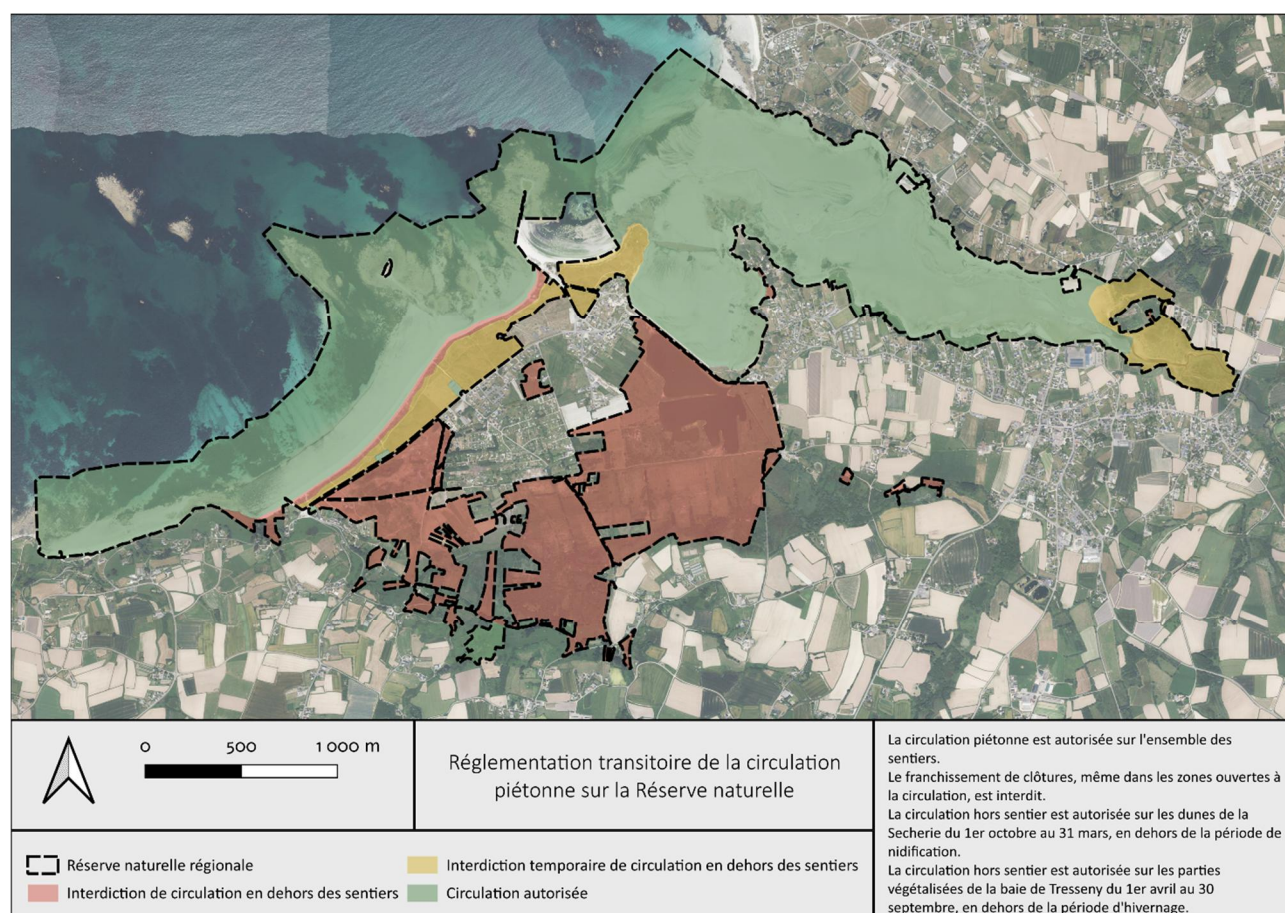 0 500 1 000 m
Réglementation transitoire de la circulation
piétonne sur la Réserve naturelle
Réserve naturelle régionale
Interdiction de circulation en dehors des sentiers
Interdiction temporaire de circulation en dehors des sentiers
Circulation autorisée
La circulation piétonne est autorisée sur l'ensemble des
sentiers.
Le franchissement de clôtures, même dans les zones ouvertes à
la circulation, est interdit.
La circulation hors sentier est autorisée sur les dunes de la
Secherie du 1er octobre au 31 mars, en dehors de la période de
nidification.
La circulation hors sentier est autorisée sur les parties
végétalisées de la baie de Tresseny du 1er avril au 30
septembre, en dehors de la période d'hivernage.